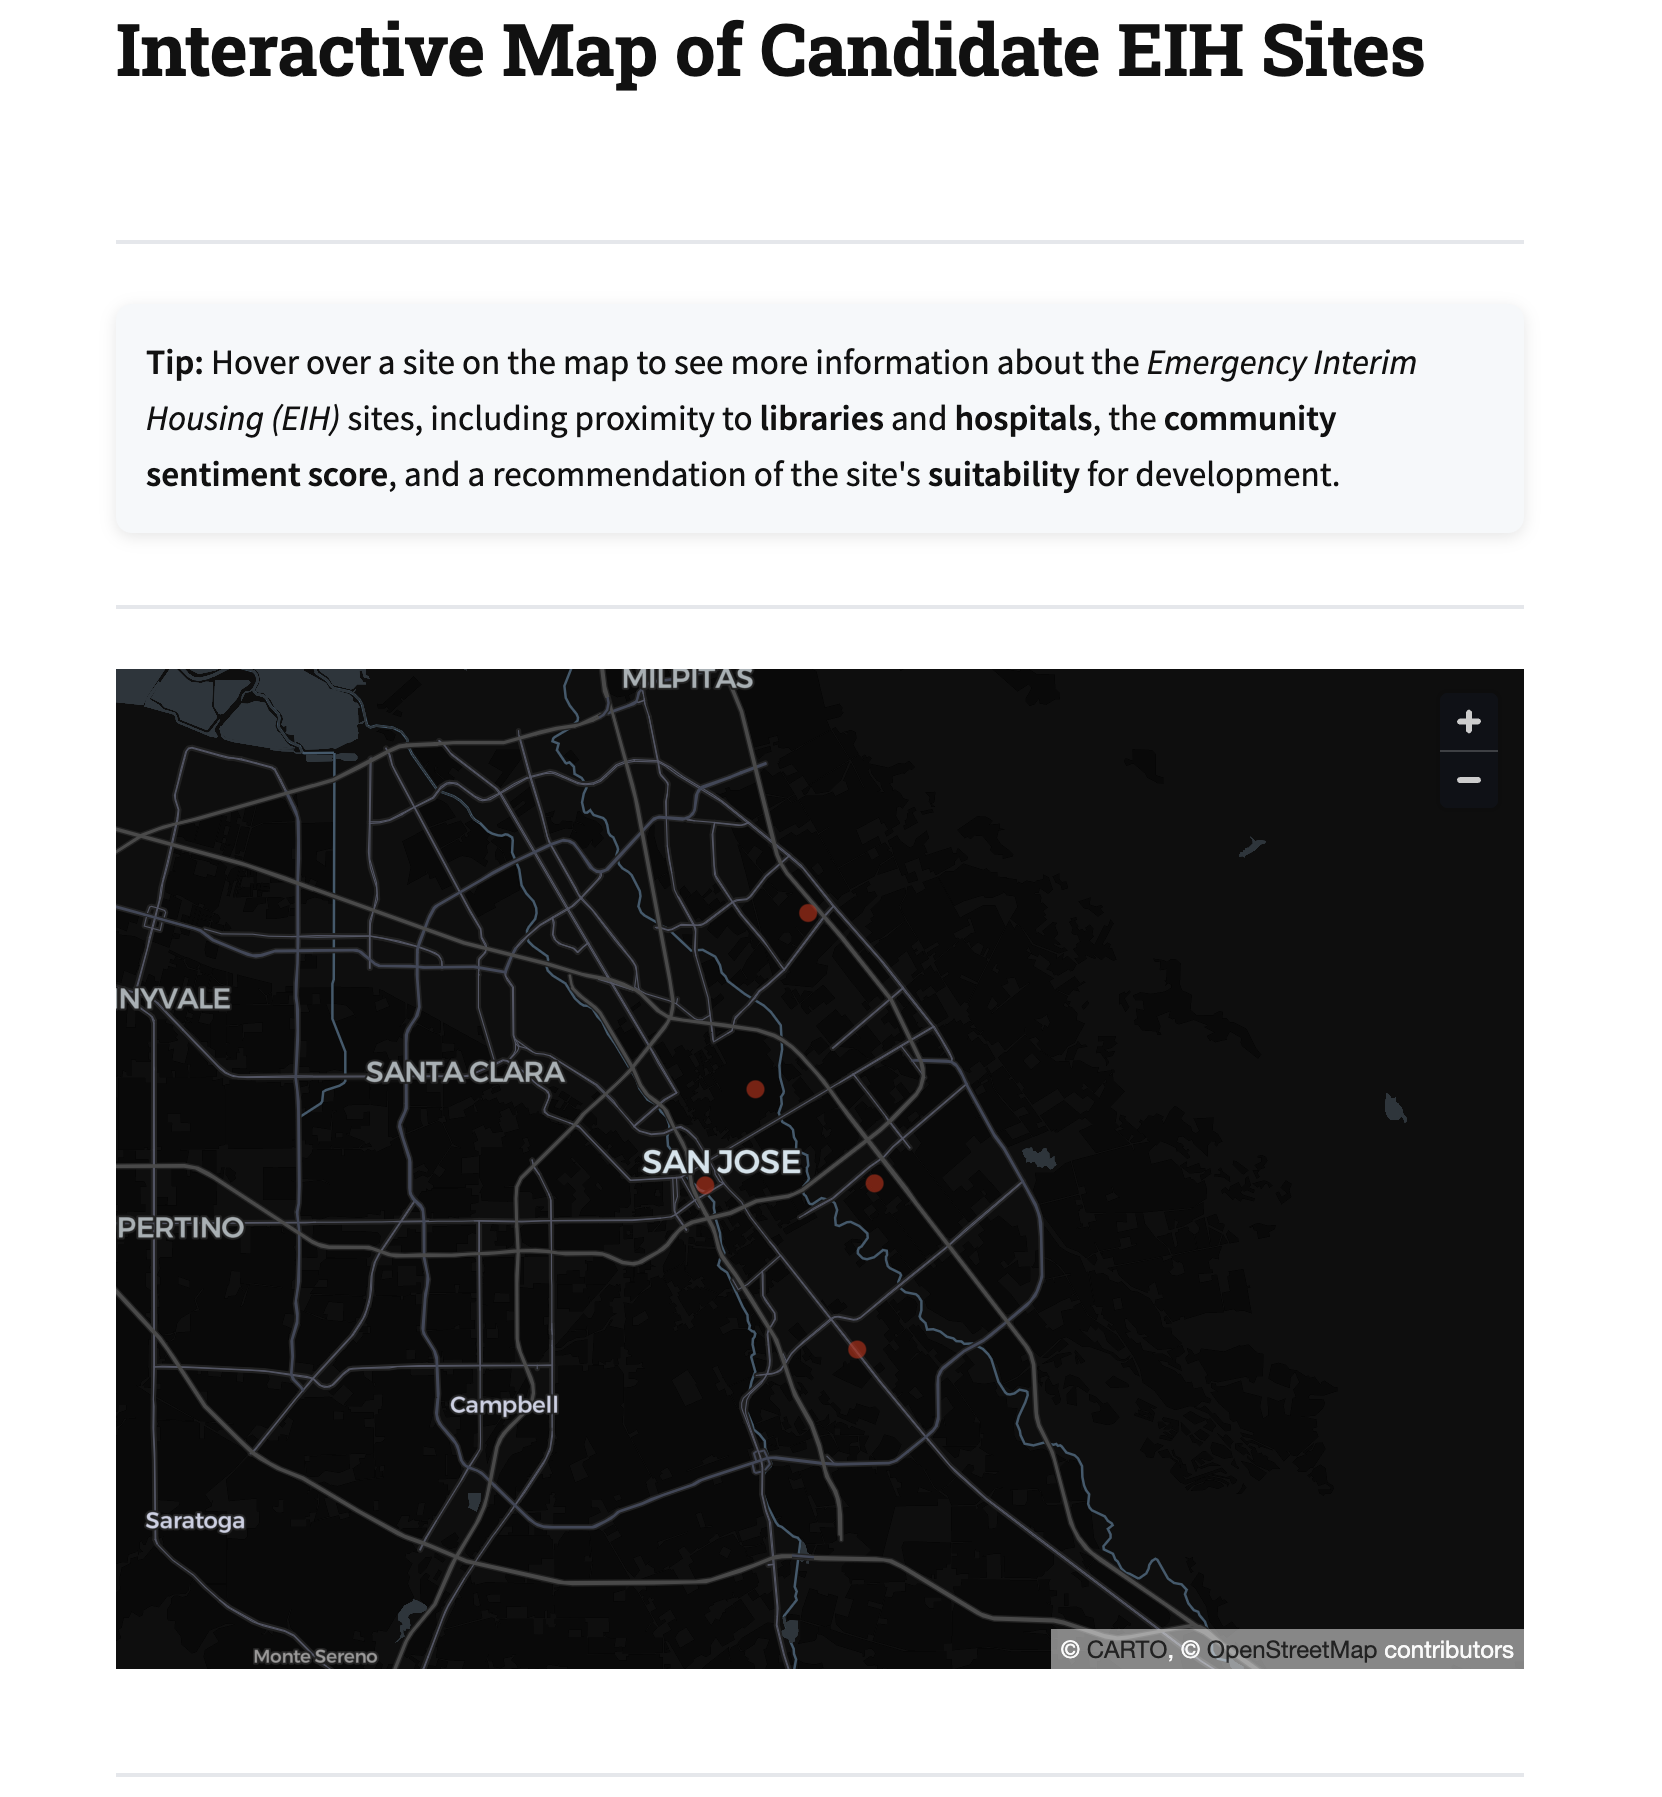 Interactive Map of Candidate EIH Sites
Tip: Hover over a site on the map to see more information about the Emergency Interim
Housing (EIH) sites, including proximity to libraries and hospitals, the community
sentiment score, and a recommendation of the site's suitability for development.
MILPITAS
+
−
NYVALE
SANTA CLARA
SAN JOSE
PERTINO
Campbell
Saratoga
Monte Sereno
© CARTO, © OpenStreetMap contributors